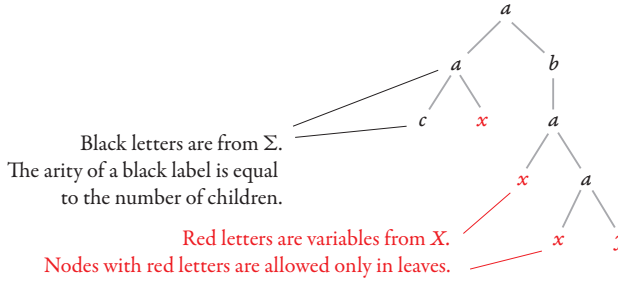 a
a b
c x a
Black letters are from Σ.
The arity of a black label is equal
to the number of children.
x a
Red letters are variables from X.
x
Nodes with red letters are allowed only in leaves.